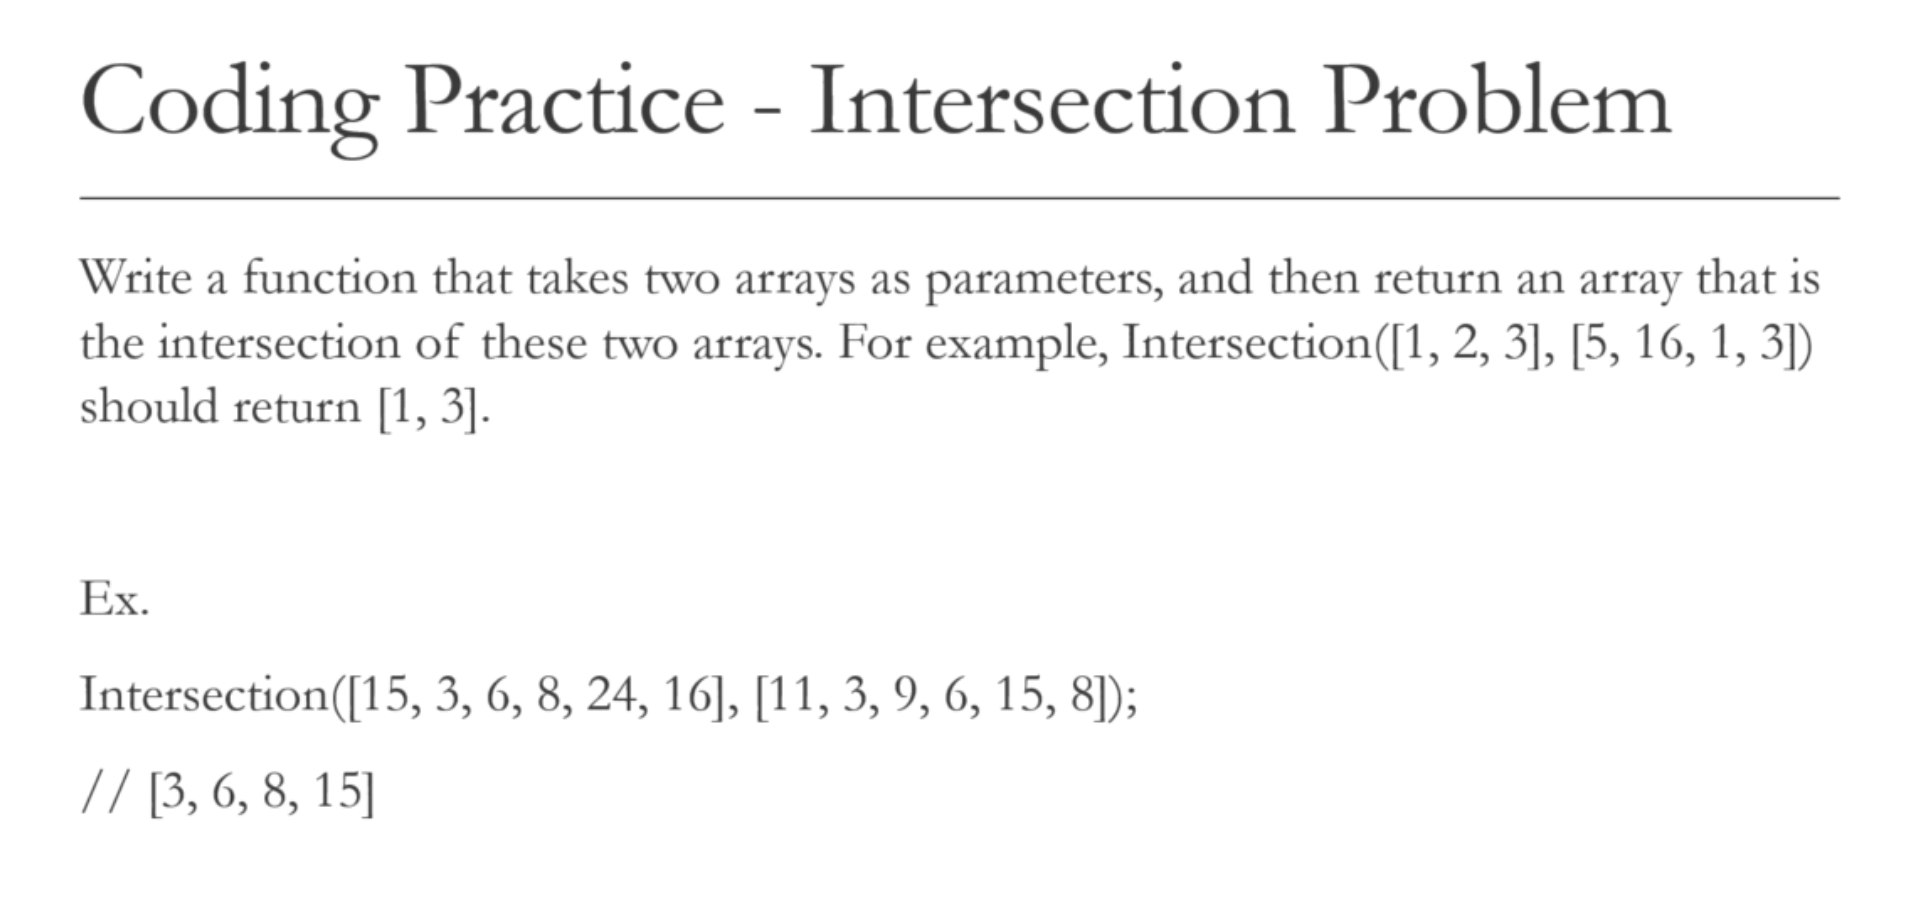 Coding Practice - Intersection Problem
Write a function that takes two arrays as parameters, and then return an array that is
the intersection of these two arrays. For example, Intersection([1, 2, 3], [5, 16, 1, 3])
should return [1, 3].
Ex.
Intersection([15, 3, 6, 8, 24, 16], [11, 3, 9, 6, 15, 8]);
// [3, 6, 8, 15]